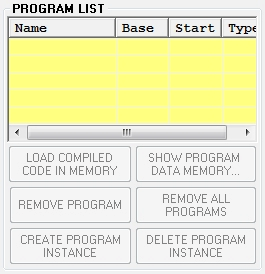 PROGRAM LIST
Name Base Start Type
LOAD COMPILED
CODE IN MEMORY
SHOW PROGRAM
DATA MEMORY...
REMOVE PROGRAM
REMOVE ALL
PROGRAMS
CREATE PROGRAM
INSTANCE
DELETE PROGRAM
INSTANCE